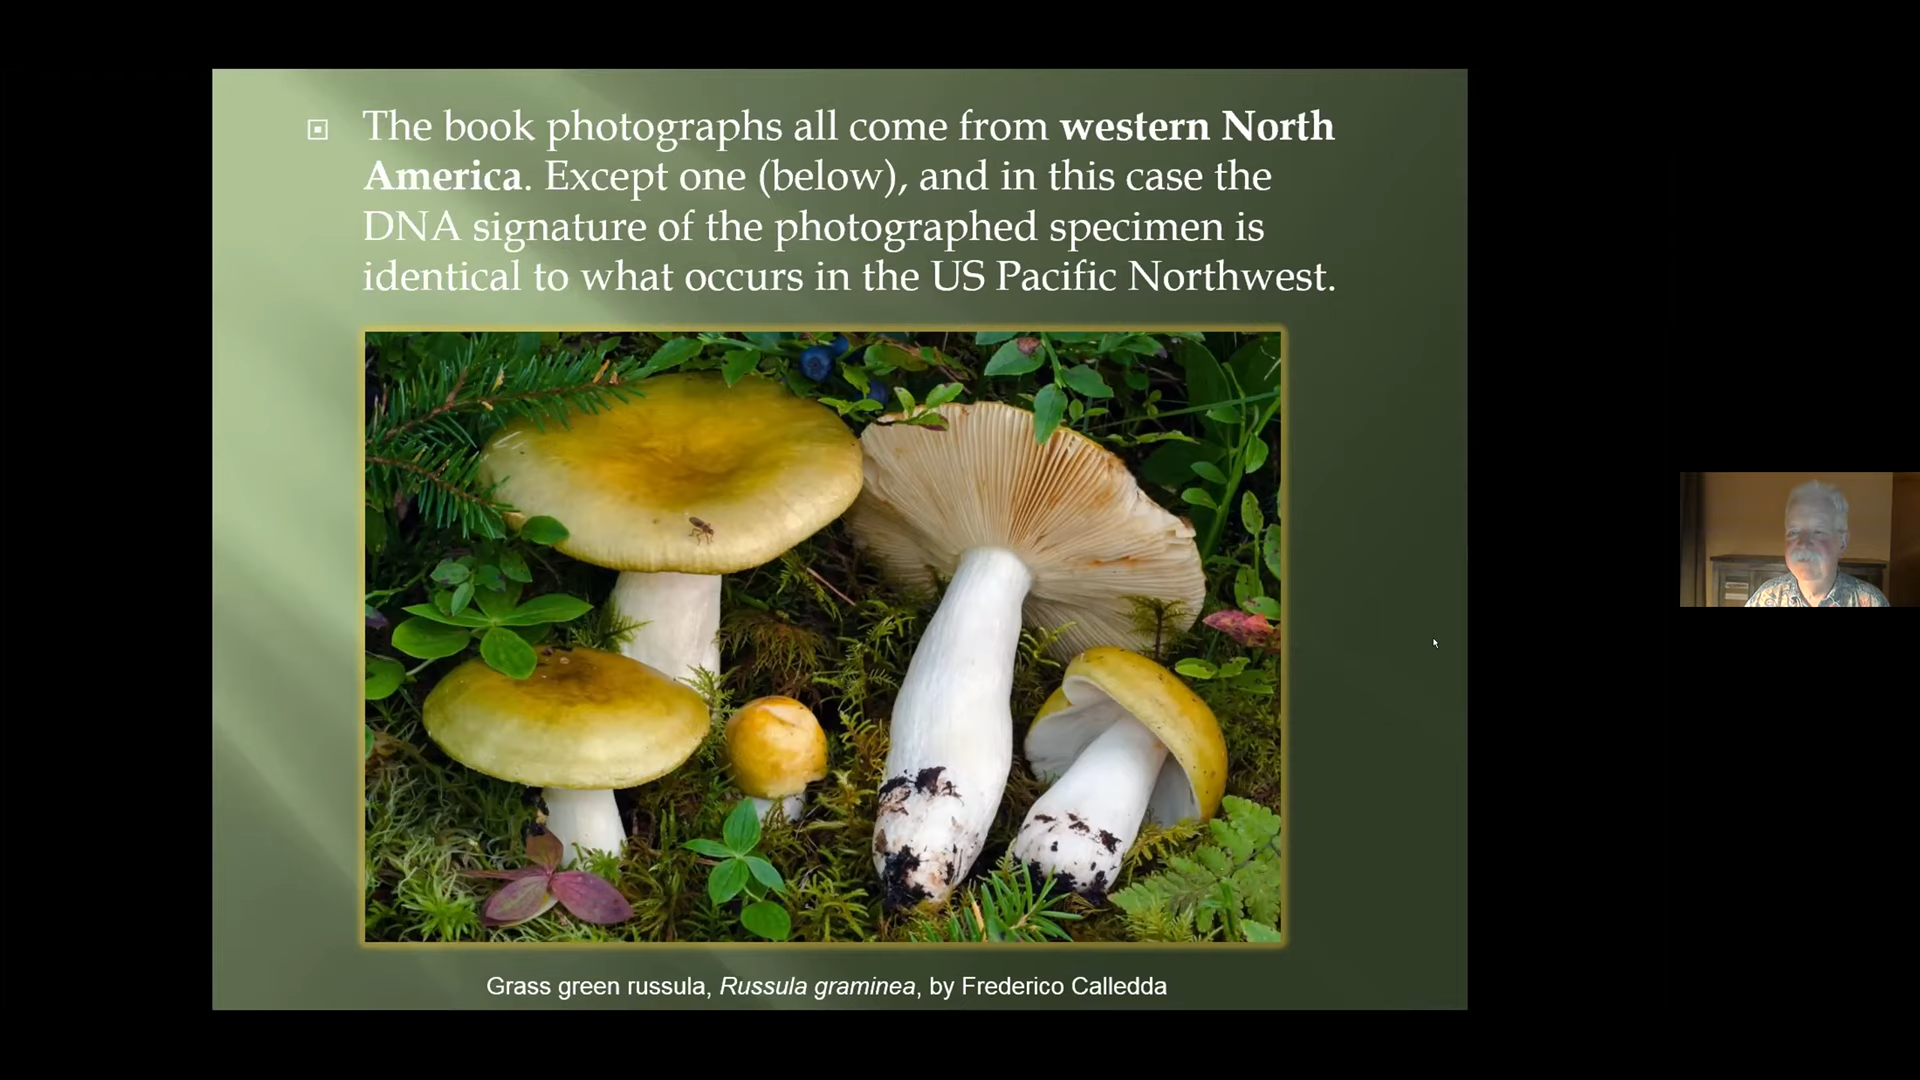 The book photographs all come from western North
America. Except one (below), and in this case the
DNA signature of the photographed specimen is
identical to what occurs in the US Pacific Northwest.
Grass green russula, Russula graminea, by Frederico Calledda